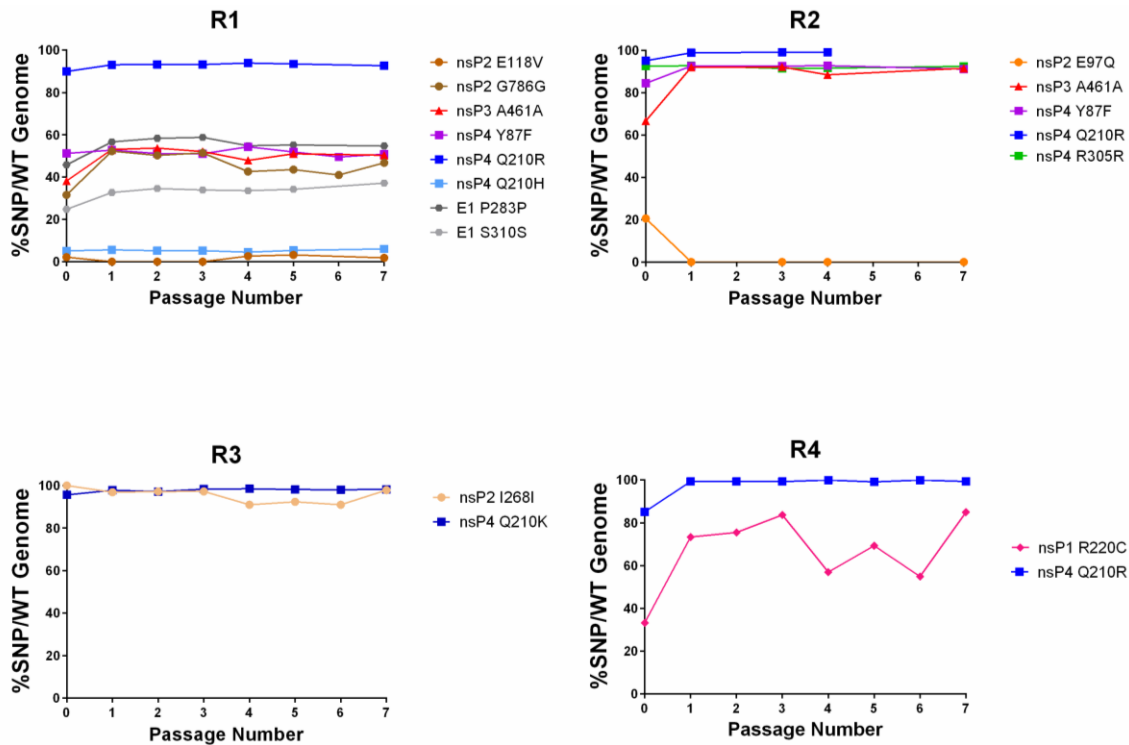 R1
%SNP/WT Genome
100
80
60
40
20
0
0 1 2 3 4 5 6 7
Passage Number
nsP2 E118V
nsP2 G786G
nsP3 A461A
nsP4 Y87F
nsP4 Q210R
nsP4 Q210H
E1 P283P
E1 S310S
R2
%SNP/WT Genome
100
80
60
40
20
0
0 1 2 3 4 5 6 7
Passage Number
nsP2 E97Q
nsP3 A461A
nsP4 Y87F
nsP4 Q210R
nsP4 R305R
R3
%SNP/WT Genome
100
80
60
40
20
0
0 1 2 3 4 5 6 7
Passage Number
nsP2 I268I
nsP4 Q210K
R4
%SNP/WT Genome
100
80
60
40
20
0
0 1 2 3 4 5 6 7
Passage Number
nsP1 R220C
nsP4 Q210R